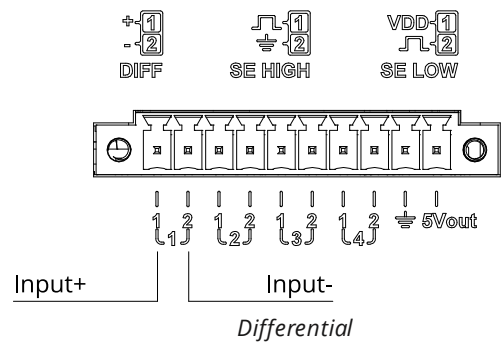 + 1
- 2
DIFF
1
2
SE HIGH
VDD 1
2
SE LOW
1 2 1 2 1 2 1 2 5Vout
1 2 3 4
Input+ Input-
Differential